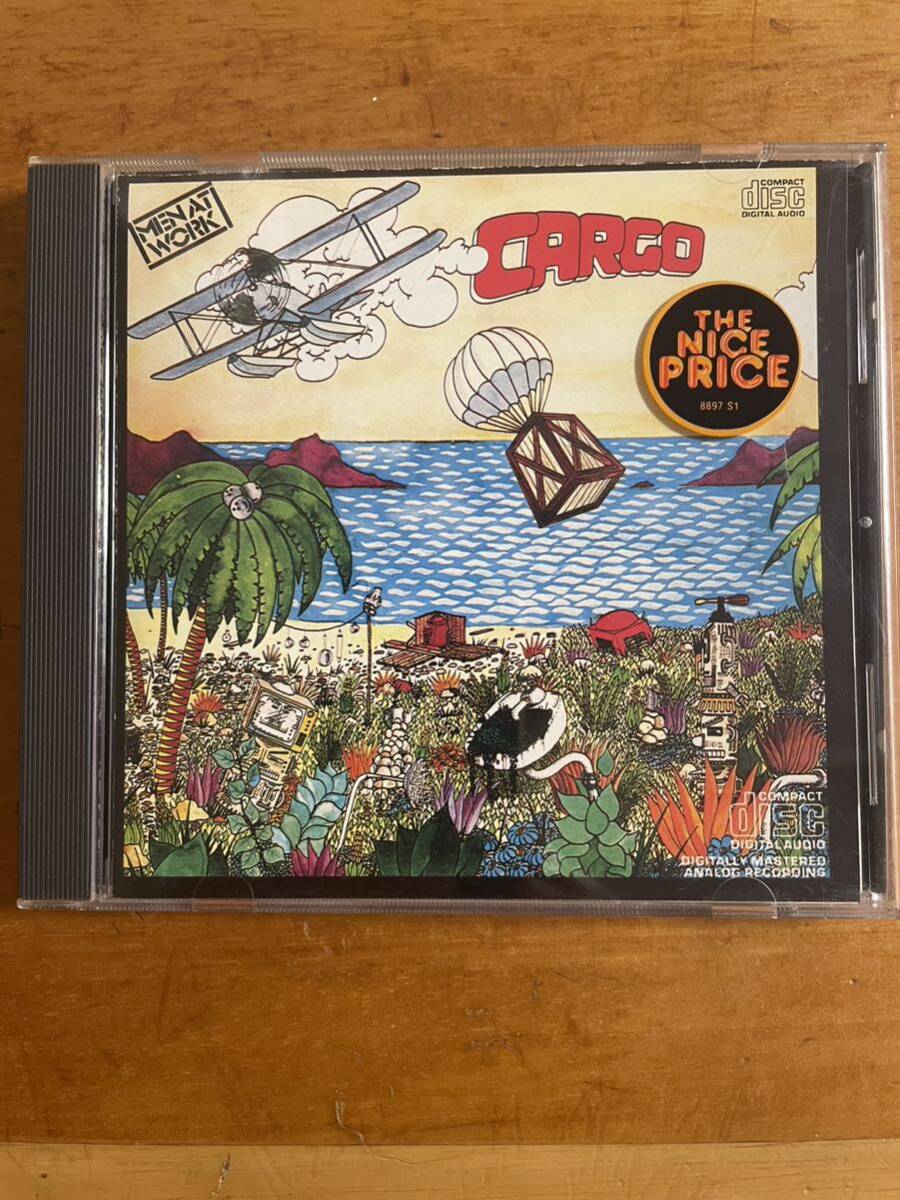 MEN AT
WORK
COMPACT
disc
DIGITAL AUDIO
CARGO
THE
NICE
PRICE
8897 S1
COMPACT
disc
DIGITAL AUDIO
DIGITALLY MASTERED
ANALOG RECORDING